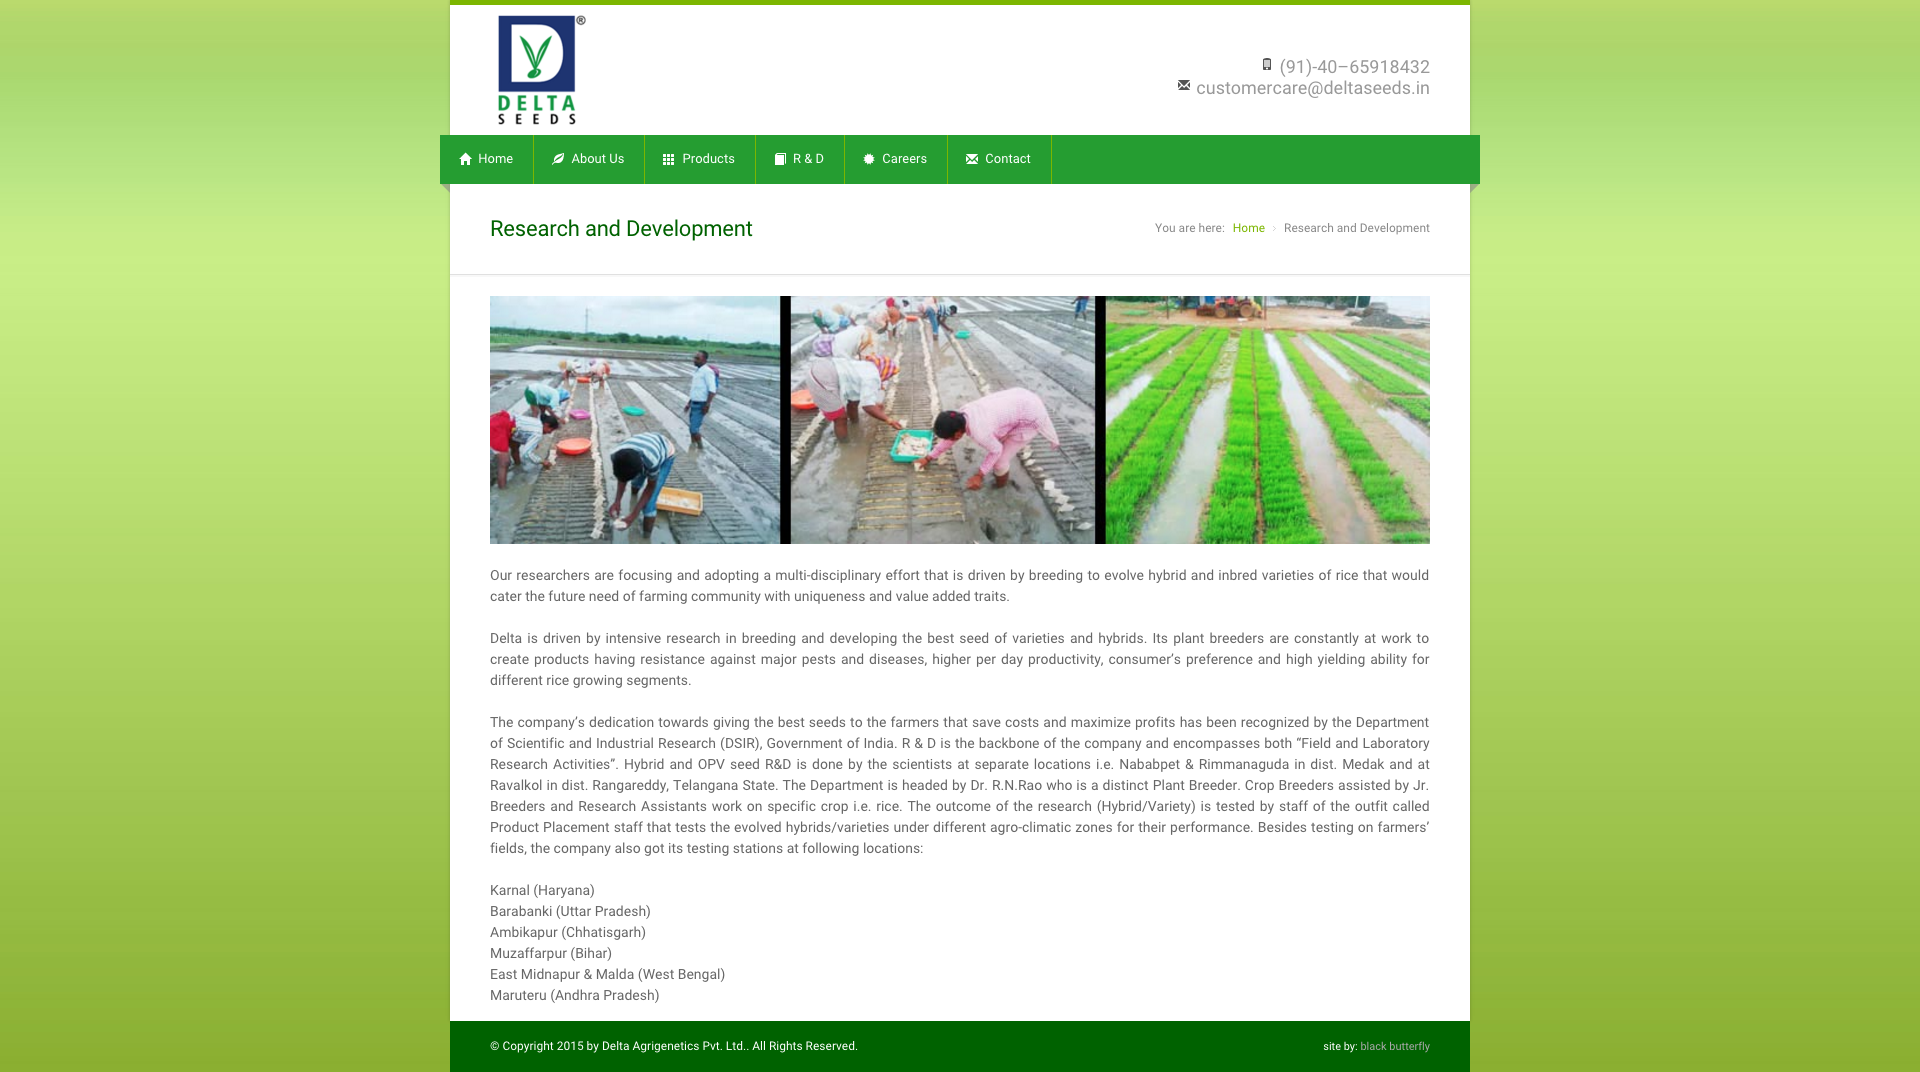 ®
DELTA
SEEDS
(91)-40–65918432
customercare@deltaseeds.in
Home
About Us
Products
R & D
Careers
Contact
Research and Development
You are here: Home › Research and Development
Our researchers are focusing and adopting a multi-disciplinary effort that is driven by breeding to evolve hybrid and inbred varieties of rice that would
cater the future need of farming community with uniqueness and value added traits.
Delta is driven by intensive research in breeding and developing the best seed of varieties and hybrids. Its plant breeders are constantly at work to
create products having resistance against major pests and diseases, higher per day productivity, consumer’s preference and high yielding ability for
different rice growing segments.
The company’s dedication towards giving the best seeds to the farmers that save costs and maximize profits has been recognized by the Department
of Scientific and Industrial Research (DSIR), Government of India. R & D is the backbone of the company and encompasses both “Field and Laboratory
Research Activities”. Hybrid and OPV seed R&D is done by the scientists at separate locations i.e. Nababpet & Rimmanaguda in dist. Medak and at
Ravalkol in dist. Rangareddy, Telangana State. The Department is headed by Dr. R.N.Rao who is a distinct Plant Breeder. Crop Breeders assisted by Jr.
Breeders and Research Assistants work on specific crop i.e. rice. The outcome of the research (Hybrid/Variety) is tested by staff of the outfit called
Product Placement staff that tests the evolved hybrids/varieties under different agro-climatic zones for their performance. Besides testing on farmers’
fields, the company also got its testing stations at following locations:
Karnal (Haryana)
Barabanki (Uttar Pradesh)
Ambikapur (Chhatisgarh)
Muzaffarpur (Bihar)
East Midnapur & Malda (West Bengal)
Maruteru (Andhra Pradesh)
© Copyright 2015 by Delta Agrigenetics Pvt. Ltd.. All Rights Reserved.
site by: black butterfly